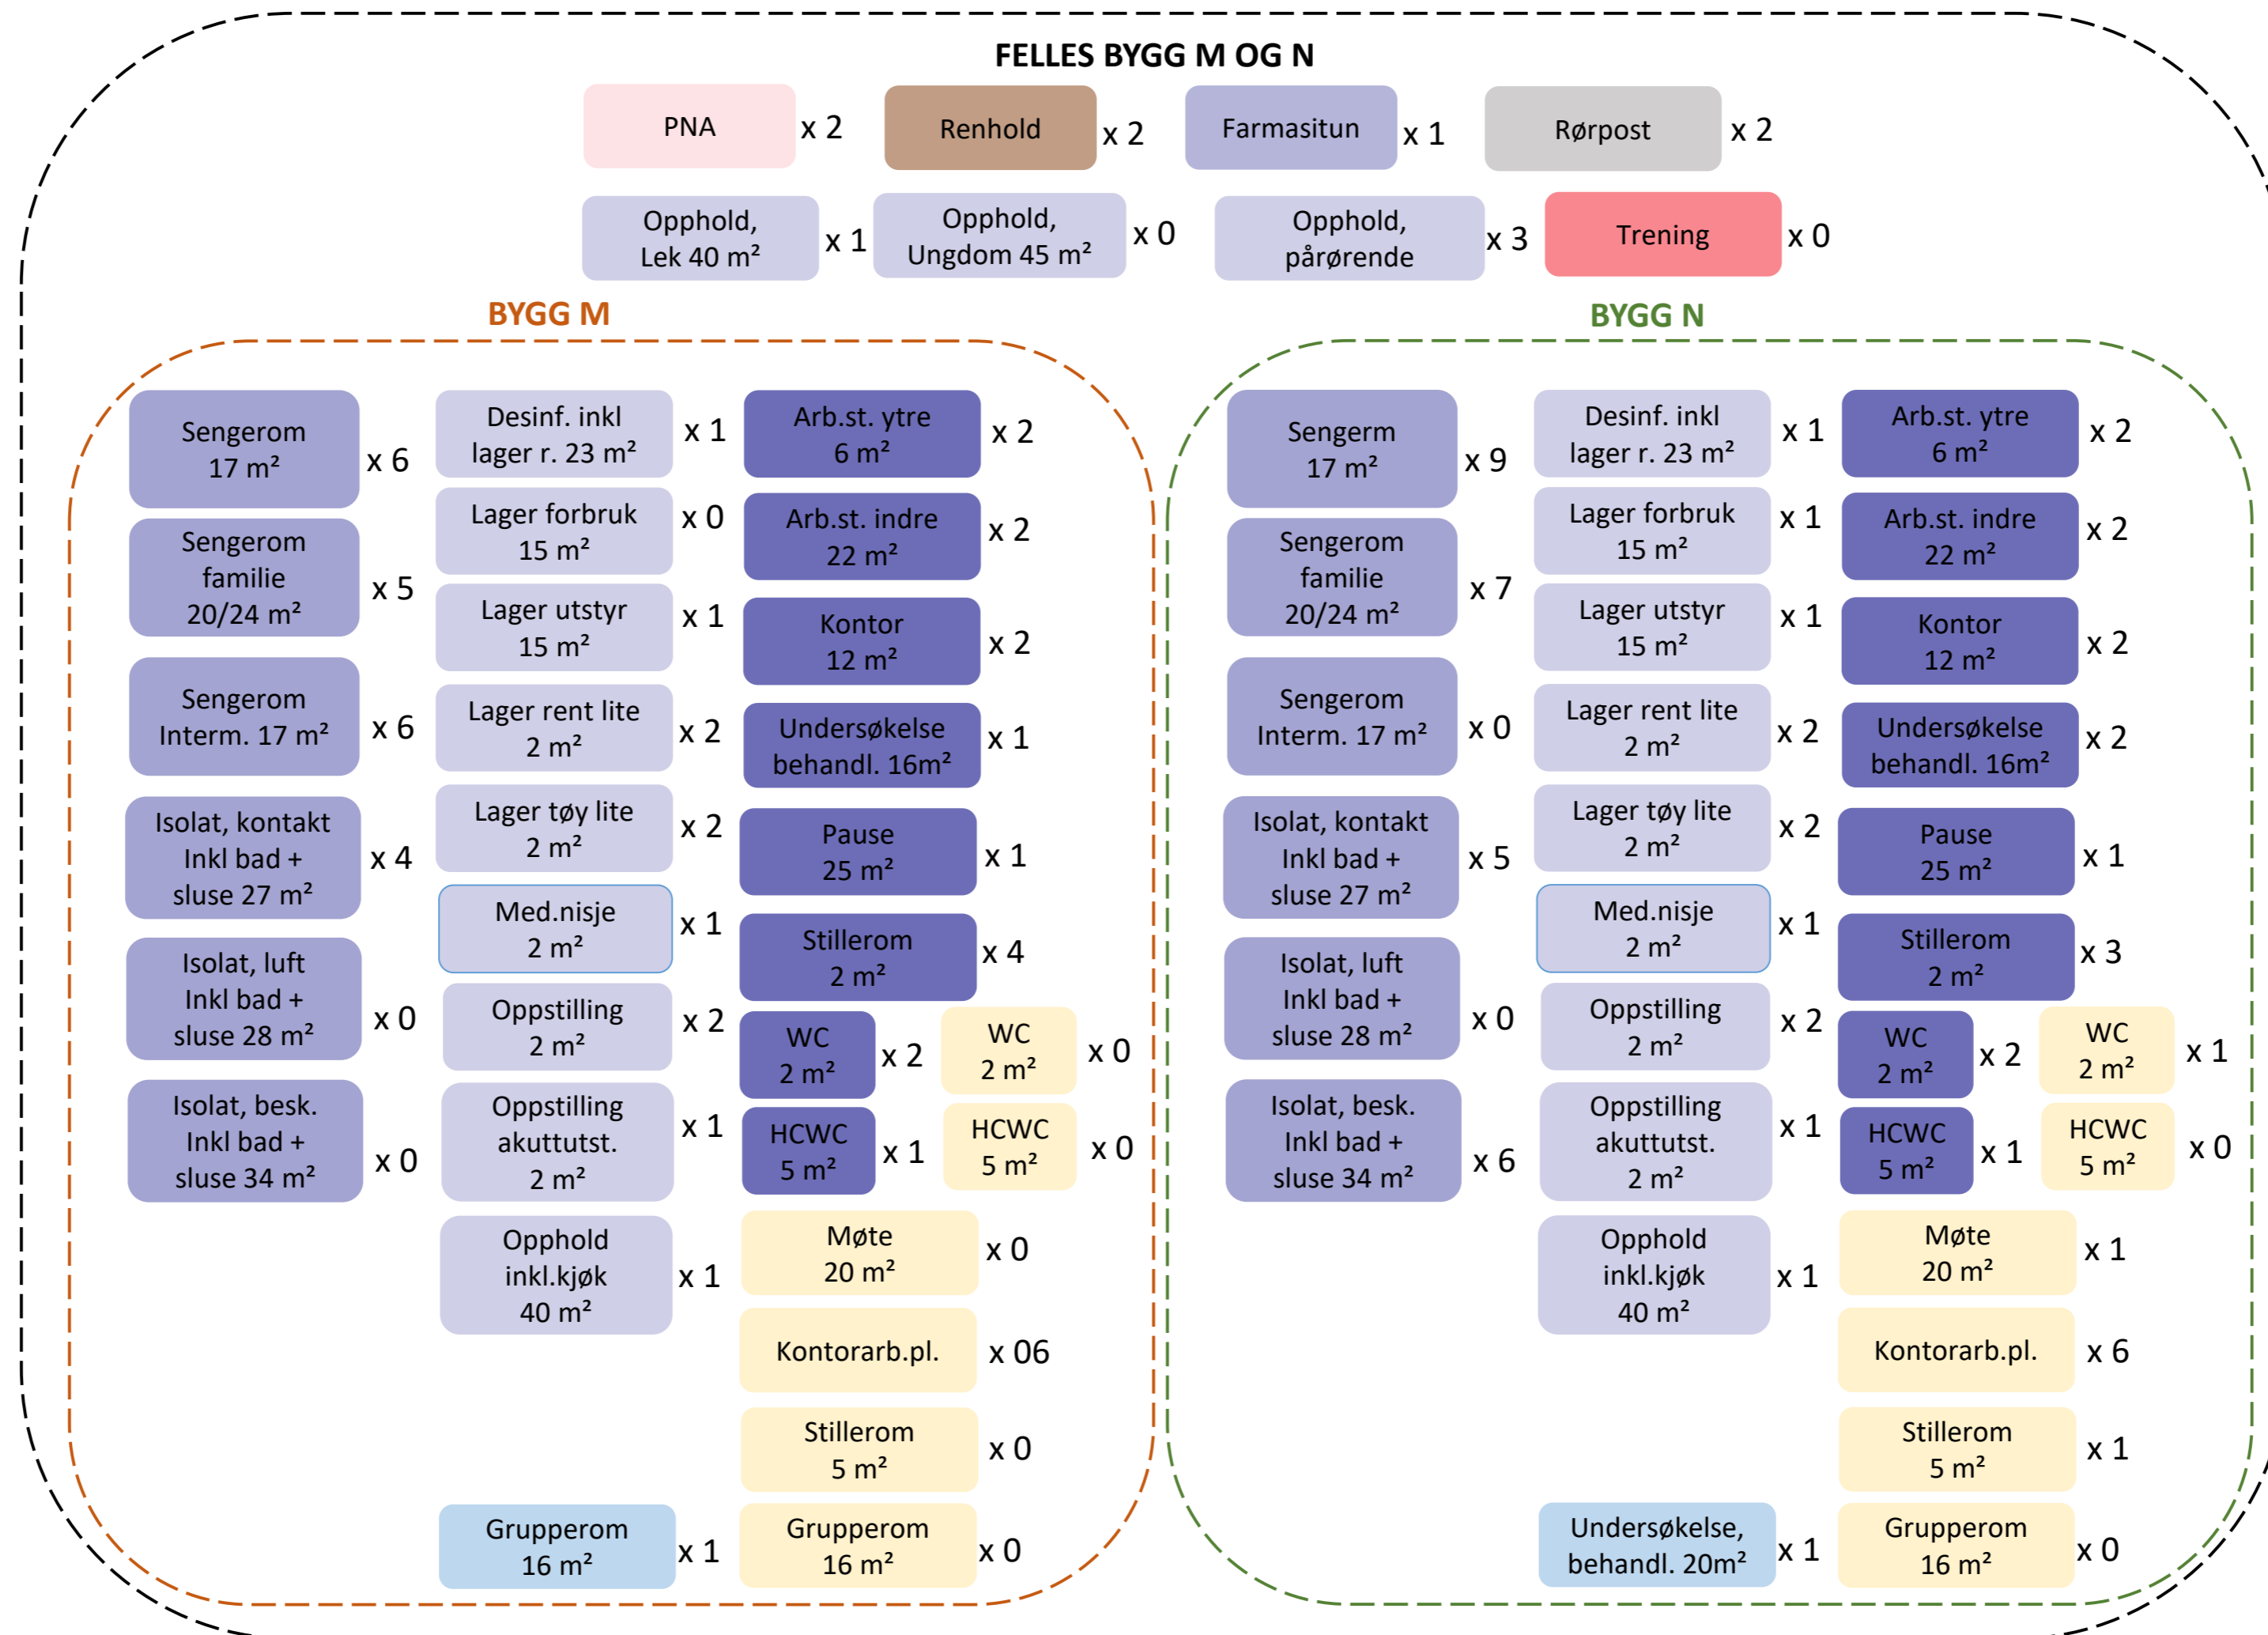 FELLES BYGG M OG N
PNA
x 2
Renhold
x 2
Farmasitun
x 1
Rørpost
x 2
Opphold,
Lek 40 m²
x 1
Opphold,
Ungdom 45 m²
x 0
Opphold,
pårørende
x 3
Trening
x 0
BYGG M
Sengerom
17 m²
x 6
Sengerom
familie
20/24 m²
x 5
Sengerom
Interm. 17 m²
x 6
Isolat, kontakt
Inkl bad +
sluse 27 m²
x 4
Isolat, luft
Inkl bad +
sluse 28 m²
x 0
Isolat, besk.
Inkl bad +
sluse 34 m²
x 0
Desinf. inkl
lager r. 23 m²
x 1
Lager forbruk
15 m²
x 0
Lager utstyr
15 m²
x 1
Lager rent lite
2 m²
x 2
Lager tøy lite
2 m²
x 2
Med.nisje
2 m²
x 1
Oppstilling
2 m²
x 2
Oppstilling
akuttutst.
2 m²
x 1
Opphold
inkl.kjøk
40 m²
x 1
Grupperom
16 m²
x 1
Arb.st. ytre
6 m²
x 2
Arb.st. indre
22 m²
x 2
Kontor
12 m²
x 2
Undersøkelse
behandl. 16m²
x 1
Pause
25 m²
x 1
Stillerom
2 m²
x 4
WC
2 m²
x 2
WC
2 m²
x 0
HCWC
5 m²
x 1
HCWC
5 m²
x 0
Møte
20 m²
x 0
Kontorarb.pl.
x 06
Stillerom
5 m²
x 0
Grupperom
16 m²
x 0
BYGG N
Sengerm
17 m²
x 9
Sengerom
familie
20/24 m²
x 7
Sengerom
Interm. 17 m²
x 0
Isolat, kontakt
Inkl bad +
sluse 27 m²
x 5
Isolat, luft
Inkl bad +
sluse 28 m²
x 0
Isolat, besk.
Inkl bad +
sluse 34 m²
x 6
Desinf. inkl
lager r. 23 m²
x 1
Lager forbruk
15 m²
x 1
Lager utstyr
15 m²
x 1
Lager rent lite
2 m²
x 2
Lager tøy lite
2 m²
x 2
Med.nisje
2 m²
x 1
Oppstilling
2 m²
x 2
Oppstilling
akuttutst.
2 m²
x 1
Opphold
inkl.kjøk
40 m²
x 1
Undersøkelse,
behandl. 20m²
x 1
Arb.st. ytre
6 m²
x 2
Arb.st. indre
22 m²
x 2
Kontor
12 m²
x 2
Undersøkelse
behandl. 16m²
x 2
Pause
25 m²
x 1
Stillerom
2 m²
x 3
WC
2 m²
x 2
WC
2 m²
x 1
HCWC
5 m²
x 1
HCWC
5 m²
x 0
Møte
20 m²
x 1
Kontorarb.pl.
x 6
Stillerom
5 m²
x 1
Grupperom
16 m²
x 0